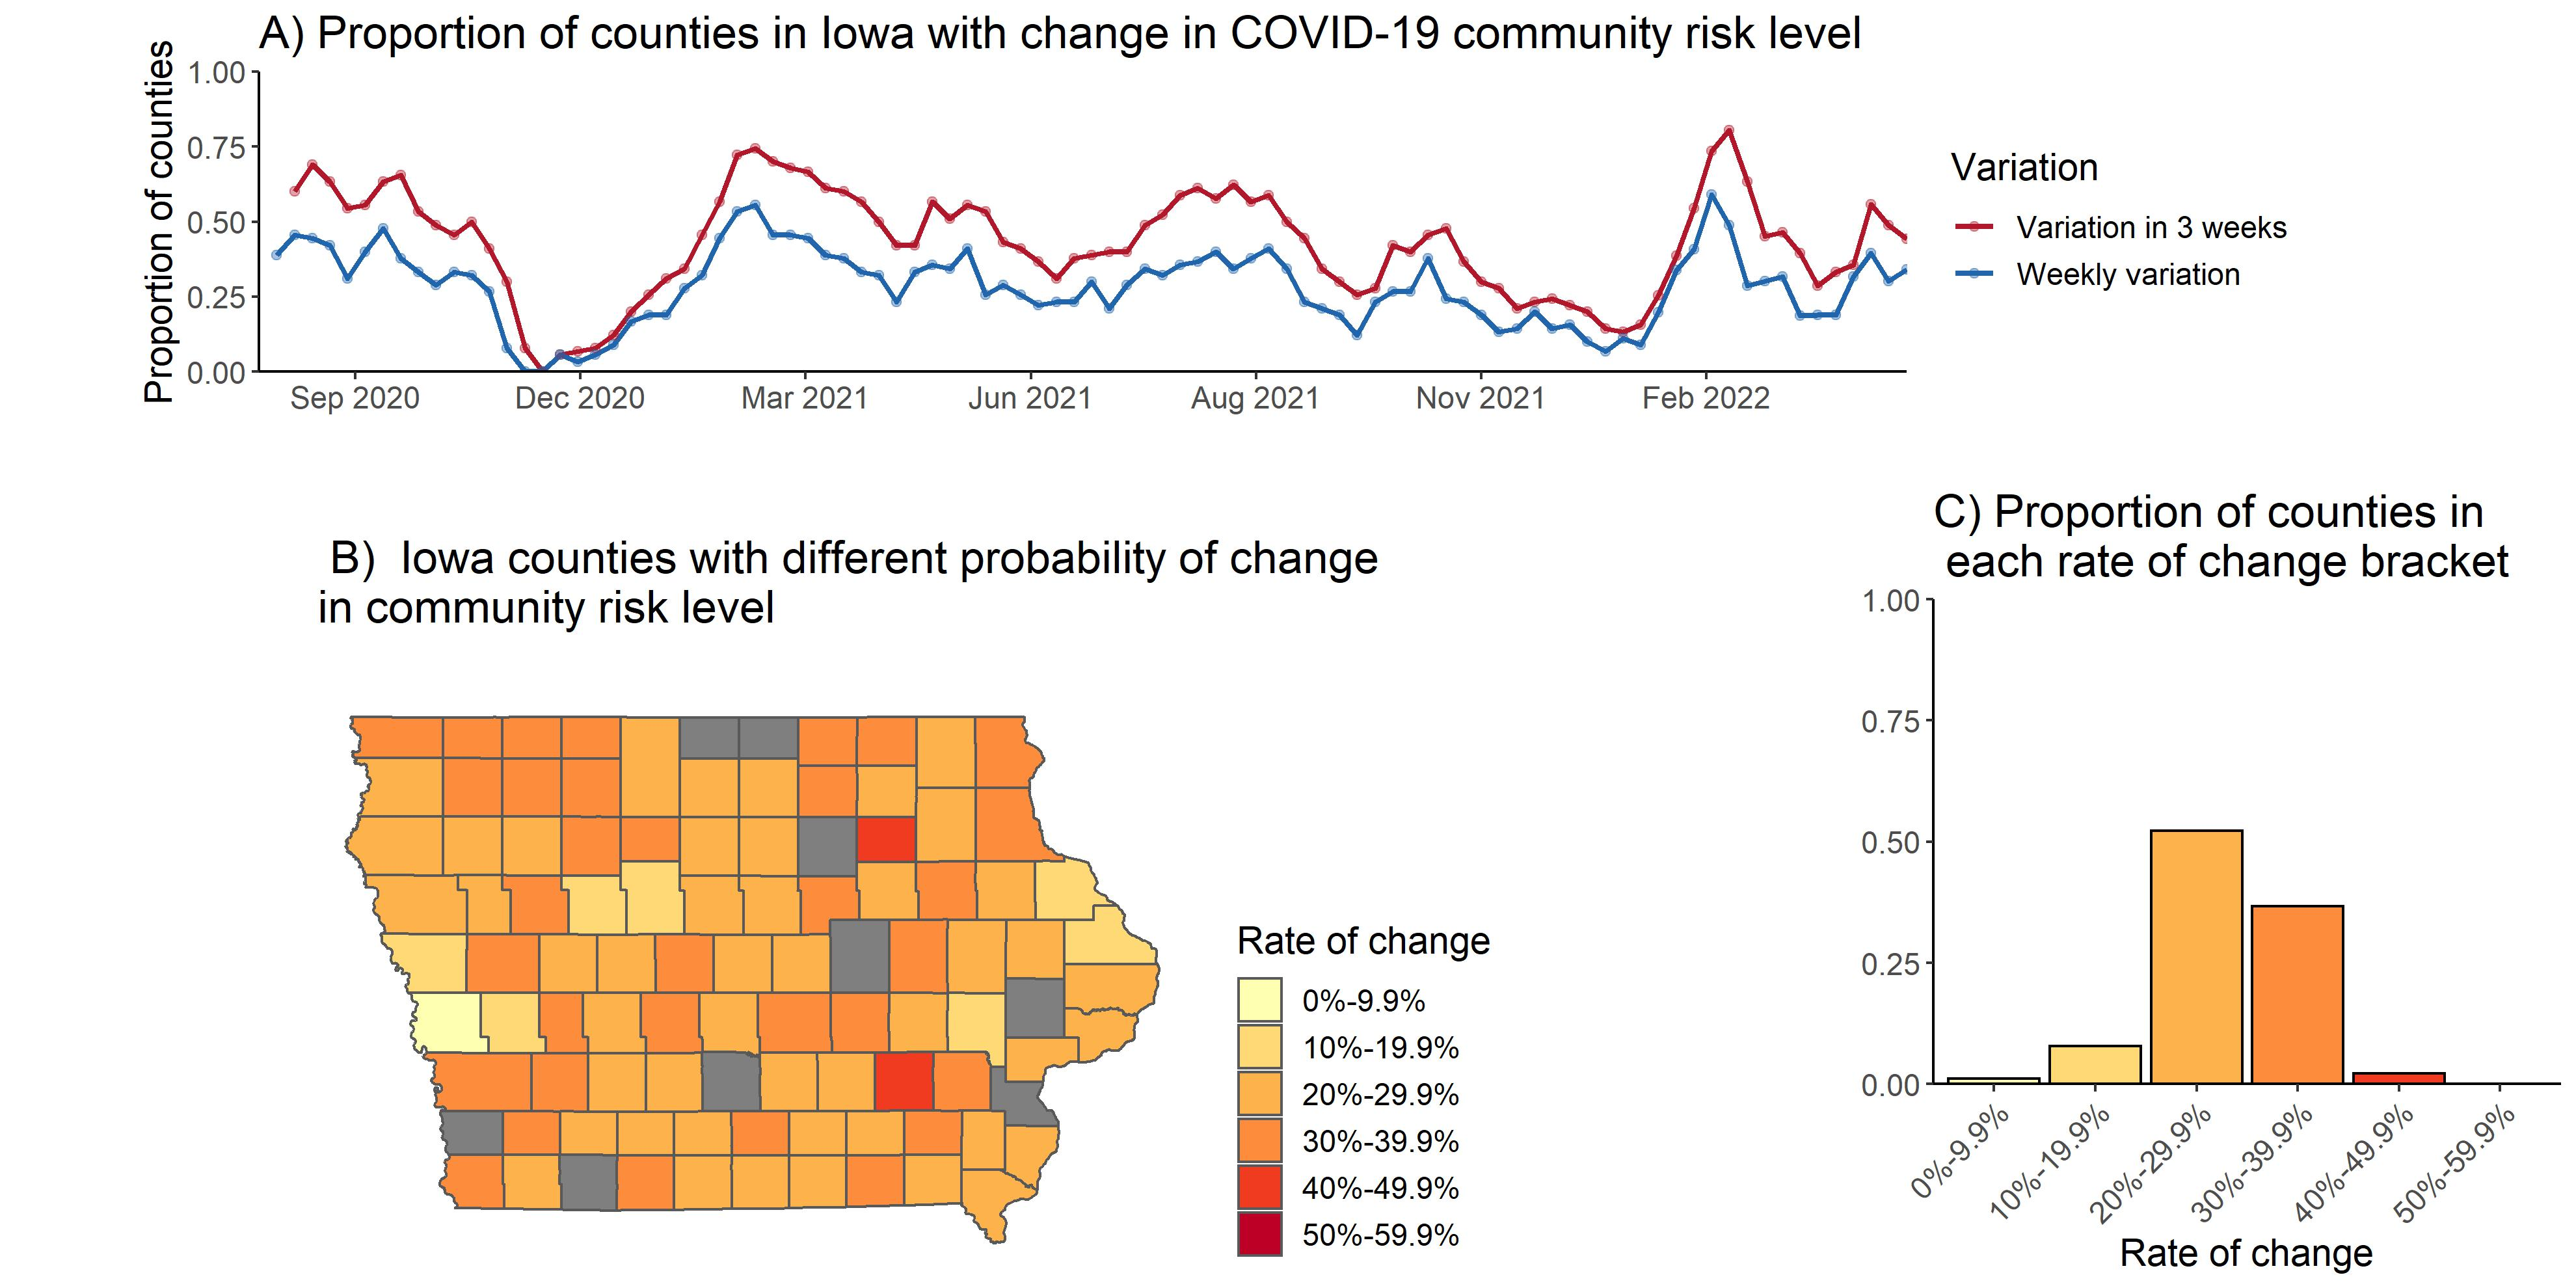 A) Proportion of counties in Iowa with change in COVID-19 community risk level
Proportion of counties
1.00
0.75
0.50
0.25
0.00
Sep 2020 Dec 2020 Mar 2021 Jun 2021 Aug 2021 Nov 2021 Feb 2022
Variation
Variation in 3 weeks
Weekly variation
B) Iowa counties with different probability of change
in community risk level
Rate of change
0%-9.9%
10%-19.9%
20%-29.9%
30%-39.9%
40%-49.9%
50%-59.9%
C) Proportion of counties in
each rate of change bracket
1.00
0.75
0.50
0.25
0.00
0%-9.9% 10%-19.9% 20%-29.9% 30%-39.9% 40%-49.9% 50%-59.9%
Rate of change